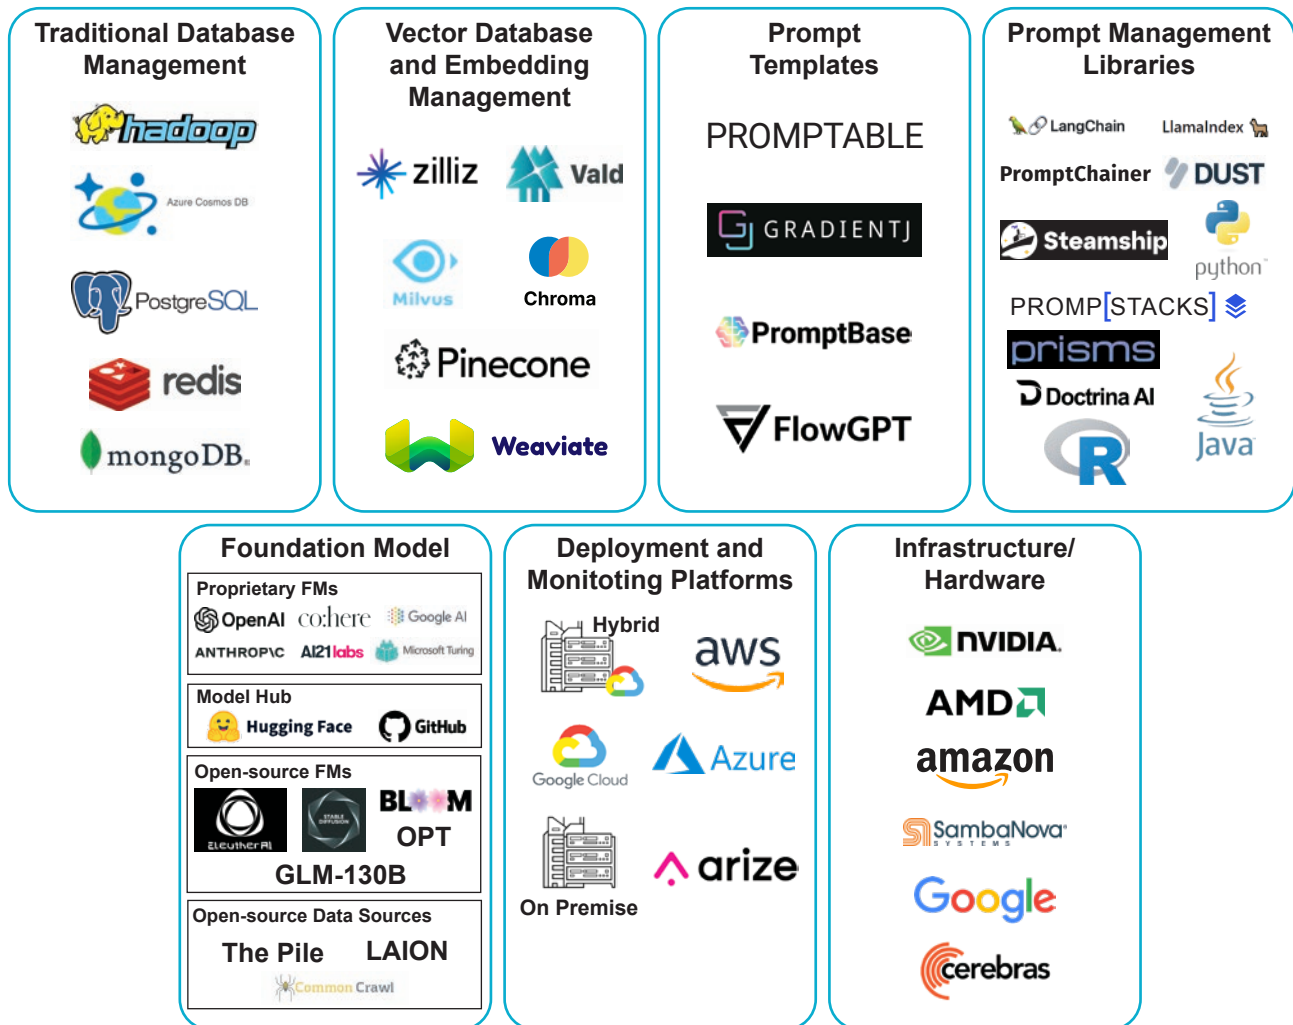 Traditional Database
Management
hadoop
Azure Cosmos DB
PostgreSQL
redis
mongoDB®
Vector Database
and Embedding
Management
zilliz
Vald
Milvus
Chroma
Pinecone
Weaviate
Prompt
Templates
PROMPTABLE
GRADIENTJ
PromptBase
FlowGPT
Prompt Management
Libraries
LangChain
LlamaIndex
PromptChainer
DUST
Steamship
python™
PROMP[STACKS]
prisms
Doctrina AI
R
Java
Foundation Model
Proprietary FMs
OpenAI
co:here
Google AI
ANTHROP\C
AI21labs
Microsoft Turing
Model Hub
Hugging Face
GitHub
Open-source FMs
EleutherAI
STABLE
DIFFUSION
BLOOM
OPT
GLM-130B
Open-source Data Sources
The Pile
LAION
Common Crawl
Deployment and
Monitoting Platforms
Hybrid
aws
Google Cloud
Azure
On Premise
arize
Infrastructure/
Hardware
NVIDIA.
AMD
amazon
SambaNova®
SYSTEMS
Google
cerebras